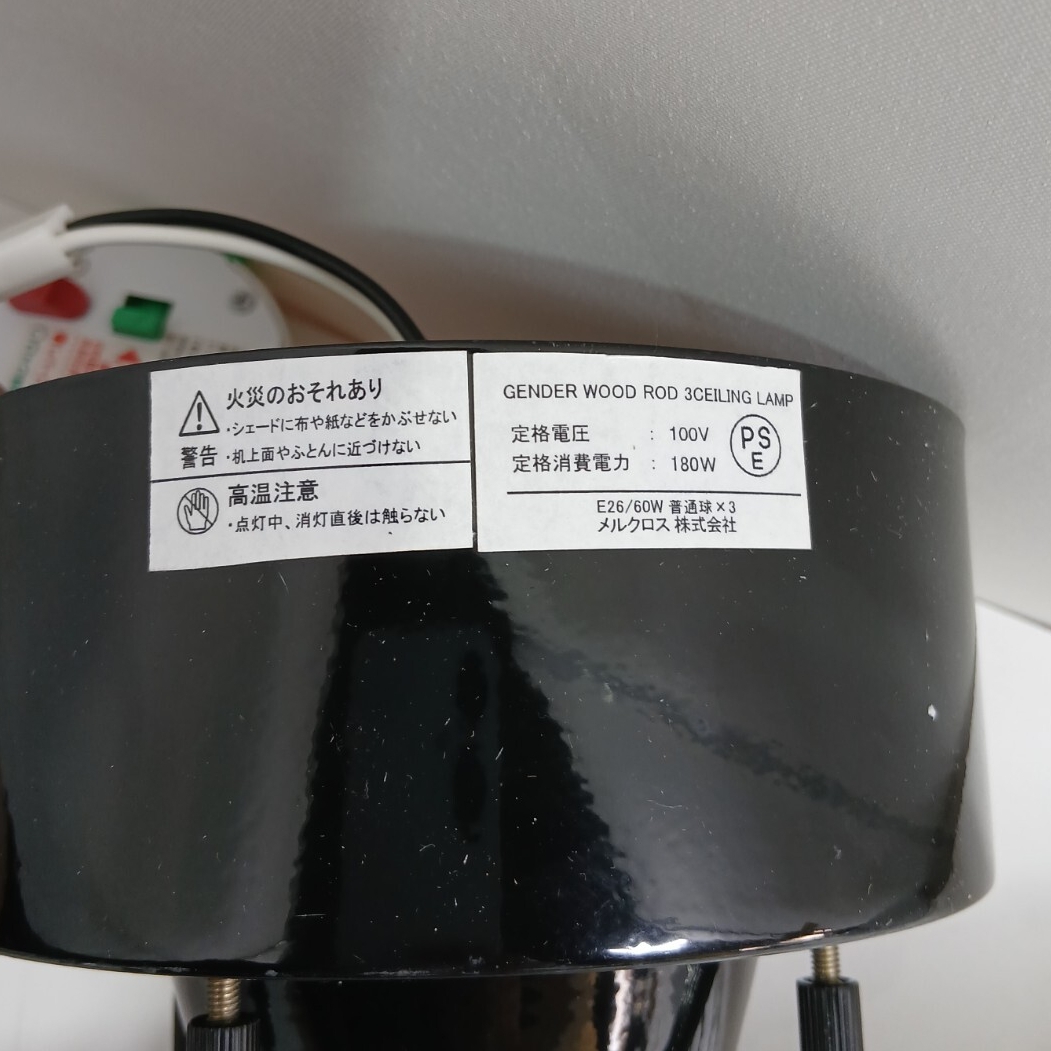 火災のおそれあり
・シェードに布や紙などをかぶせない
警告 ・机上面やふとんに近づけない
高温注意
・点灯中、消灯直後は触らない
GENDER WOOD ROD 3CEILING LAMP
定格電圧 : 100V
定格消費電力 : 180W
PS
E
E26/60W 普通球×3
メルクロス 株式会社